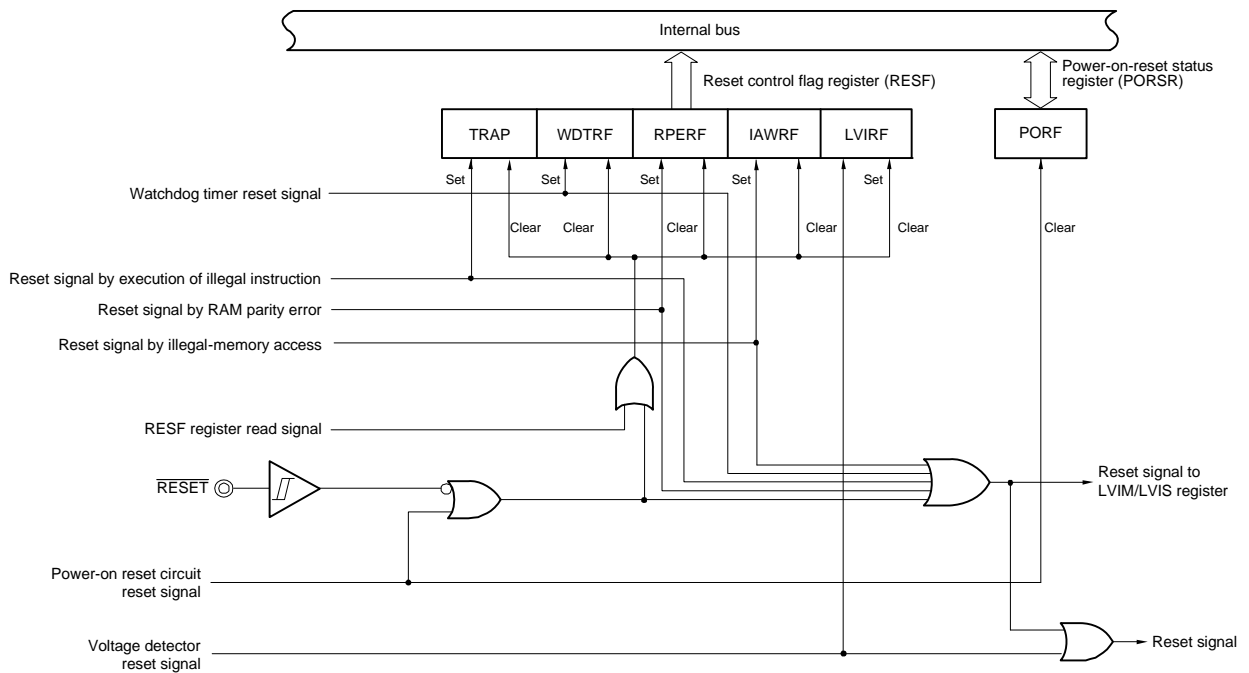 Internal bus
Reset control flag register (RESF)
Power-on-reset status
register (PORSR)
TRAP
WDTRF
RPERF
IAWRF
LVIRF
PORF
Set
Set
Set
Set
Set
Watchdog timer reset signal
Clear
Clear
Clear
Clear
Clear
Clear
Reset signal by execution of illegal instruction
Reset signal by RAM parity error
Reset signal by illegal-memory access
RESF register read signal
RESET
Reset signal to
LVIM/LVIS register
Power-on reset circuit
reset signal
Voltage detector
reset signal
Reset signal